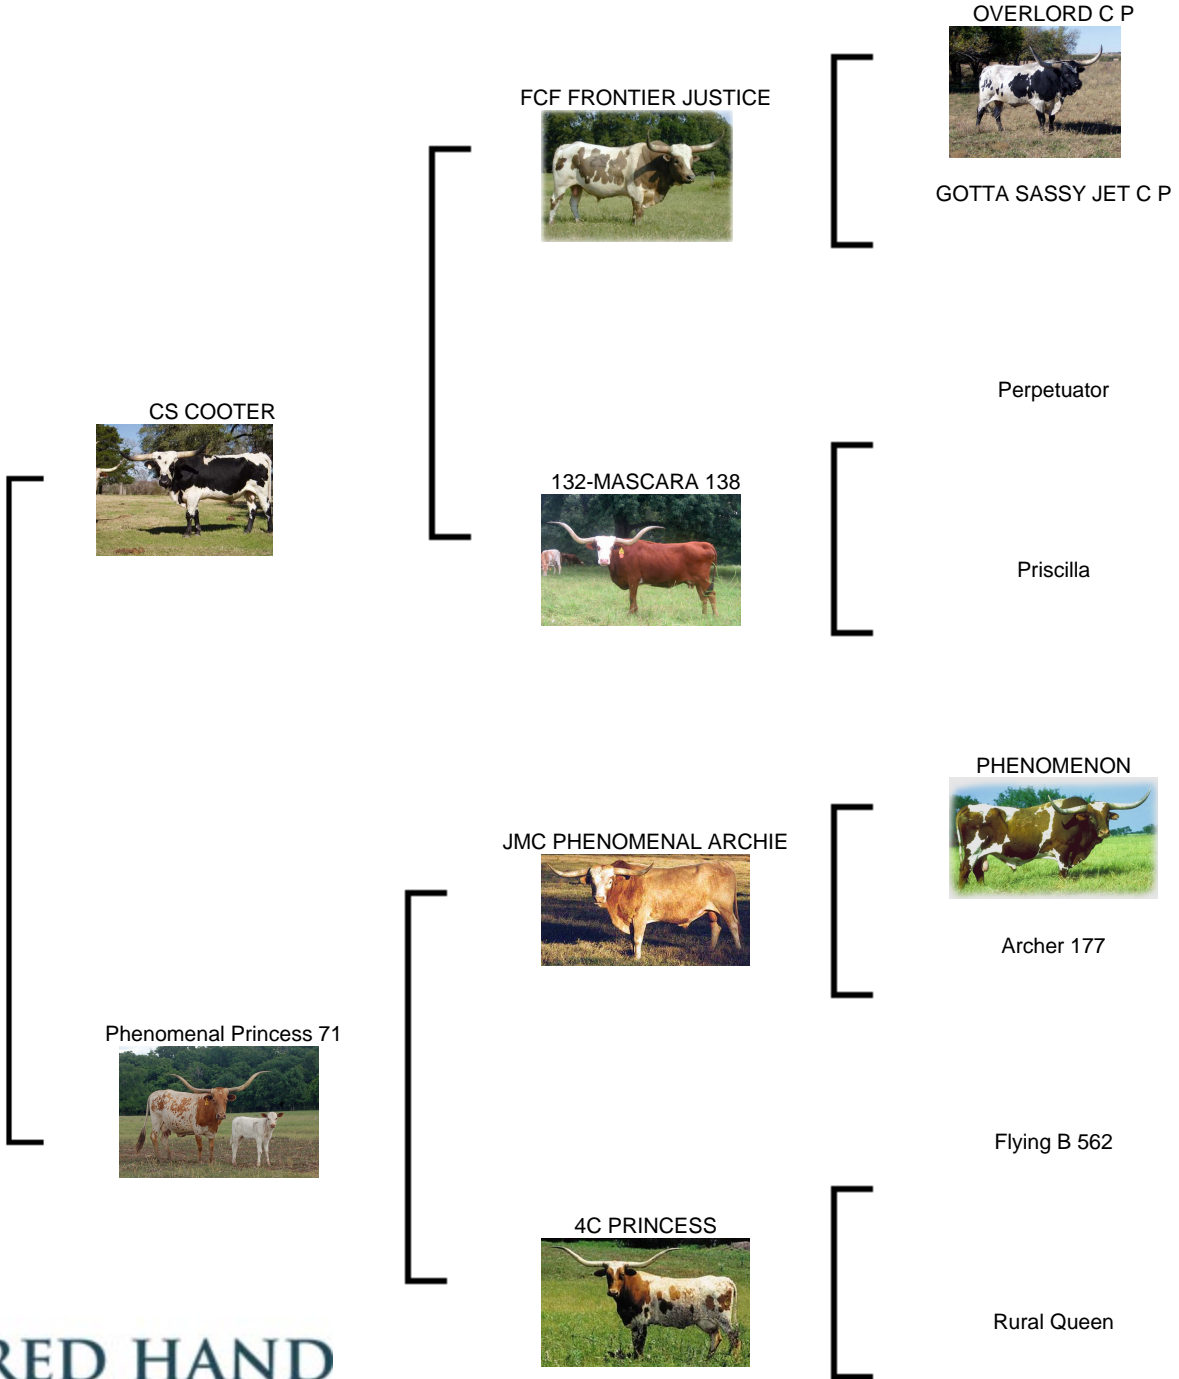 OVERLORD C P
FCF FRONTIER JUSTICE
GOTTA SASSY JET C P
Perpetuator
CS COOTER
132-MASCARA 138
Priscilla
PHENOMENON
JMC PHENOMENAL ARCHIE
Archer 177
Phenomenal Princess 71
Flying B 562
4C PRINCESS
Rural Queen
RED HAND